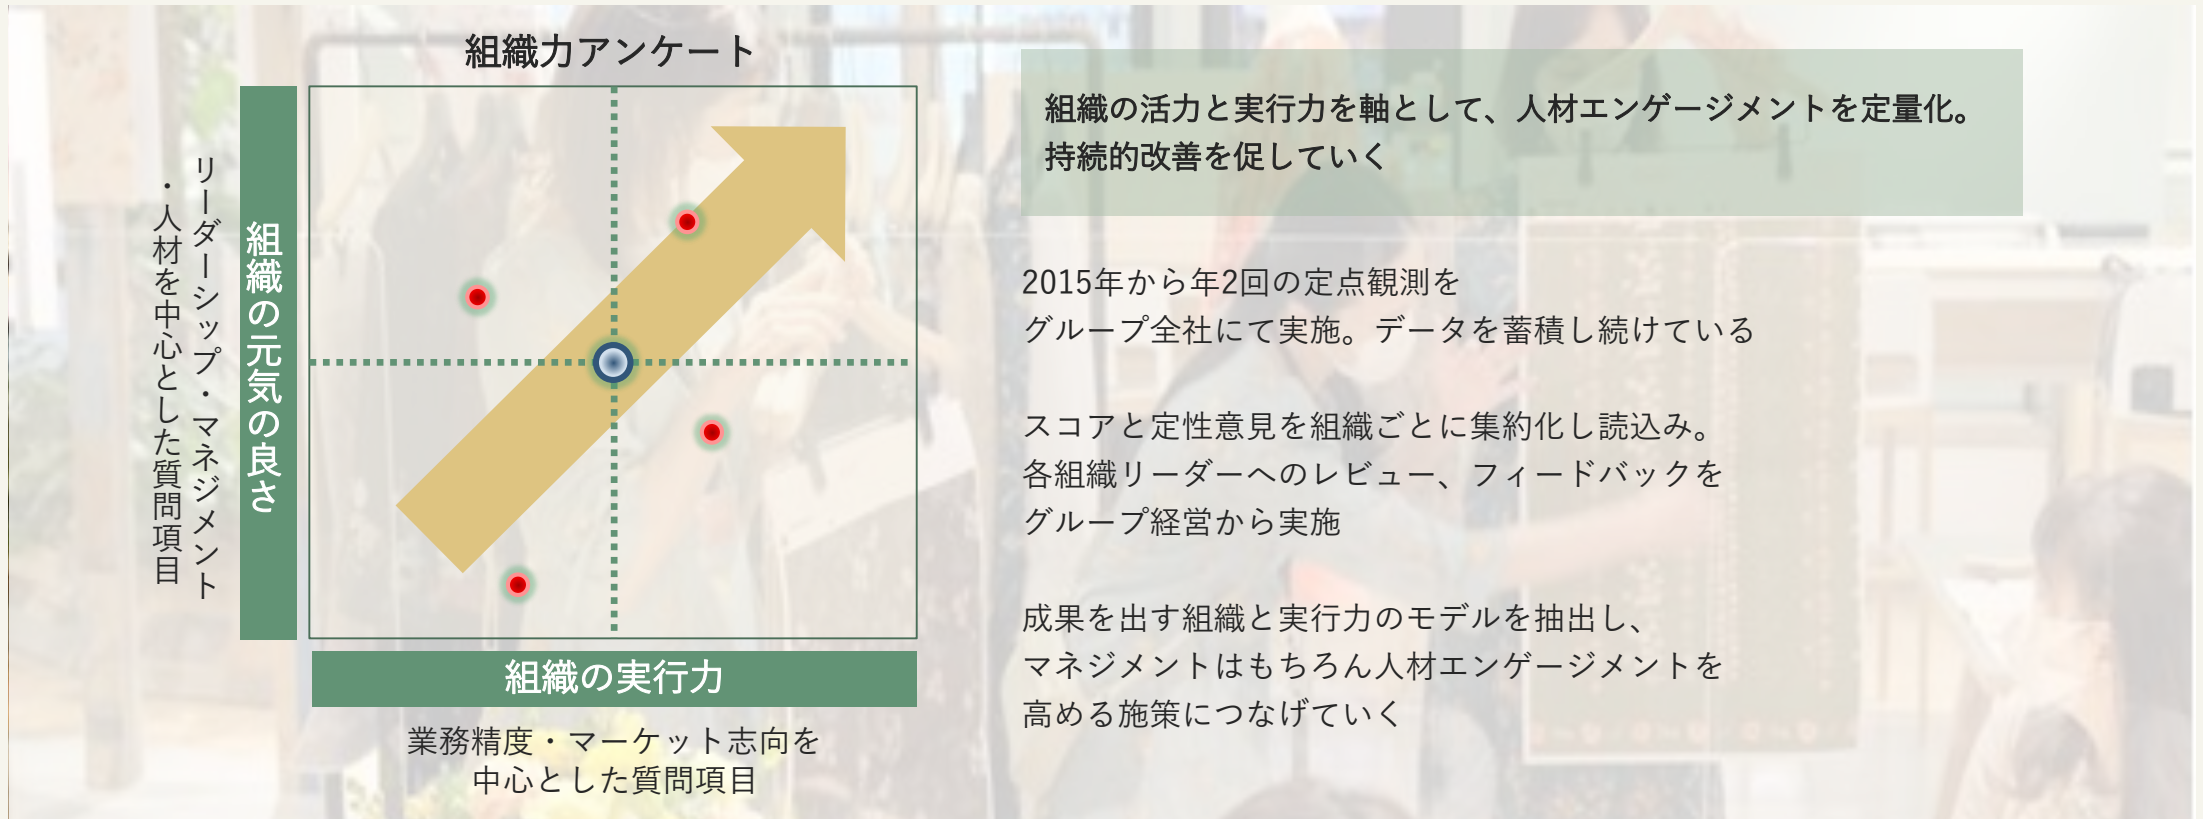 組織力アンケート
リーダーシップ・マネジメント
・人材を中心とした質問項目
組織の元気の良さ
組織の実行力
業務精度・マーケット志向を
中心とした質問項目
組織の活力と実行力を軸として、人材エンゲージメントを定量化。
持続的改善を促していく
2015年から年2回の定点観測を
グループ全社にて実施。データを蓄積し続けている
スコアと定性意見を組織ごとに集約化し読込み。
各組織リーダーへのレビュー、フィードバックを
グループ経営から実施
成果を出す組織と実行力のモデルを抽出し、
マネジメントはもちろん人材エンゲージメントを
高める施策につなげていく